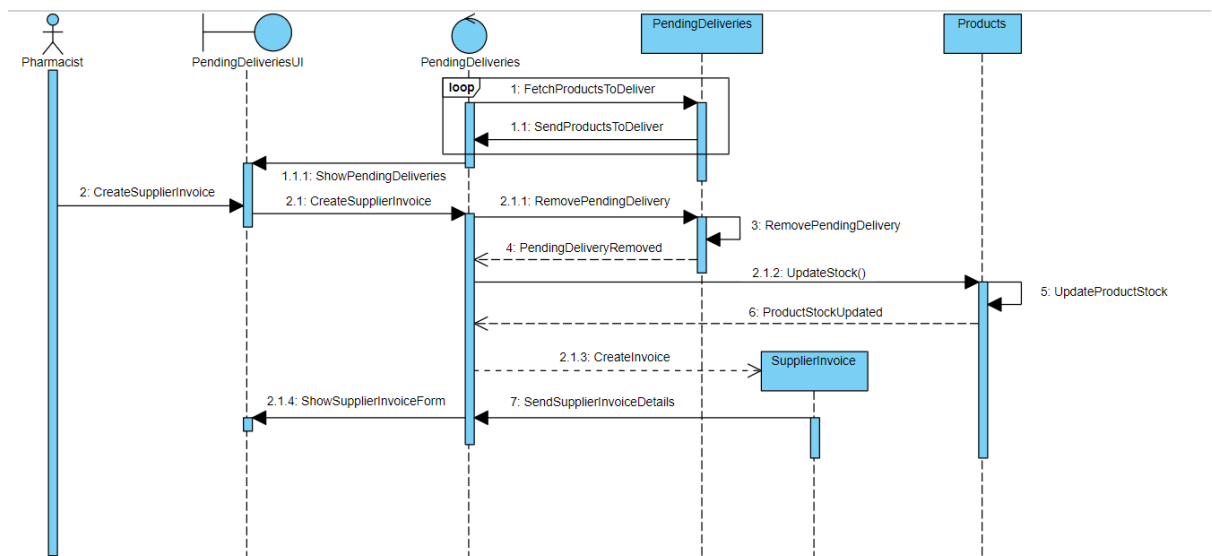 PendingDeliveries
Products
Pharmacist
PendingDeliveriesUI
PendingDeliveries
loop
1: FetchProductsToDeliver
1.1: SendProductsToDeliver
1.1.1: ShowPendingDeliveries
2: CreateSupplierInvoice
2.1: CreateSupplierInvoice
2.1.1: RemovePendingDelivery
3: RemovePendingDelivery
4: PendingDeliveryRemoved
2.1.2: UpdateStock()
5: UpdateProductStock
6: ProductStockUpdated
2.1.3: CreateInvoice
SupplierInvoice
2.1.4: ShowSupplierInvoiceForm
7: SendSupplierInvoiceDetails